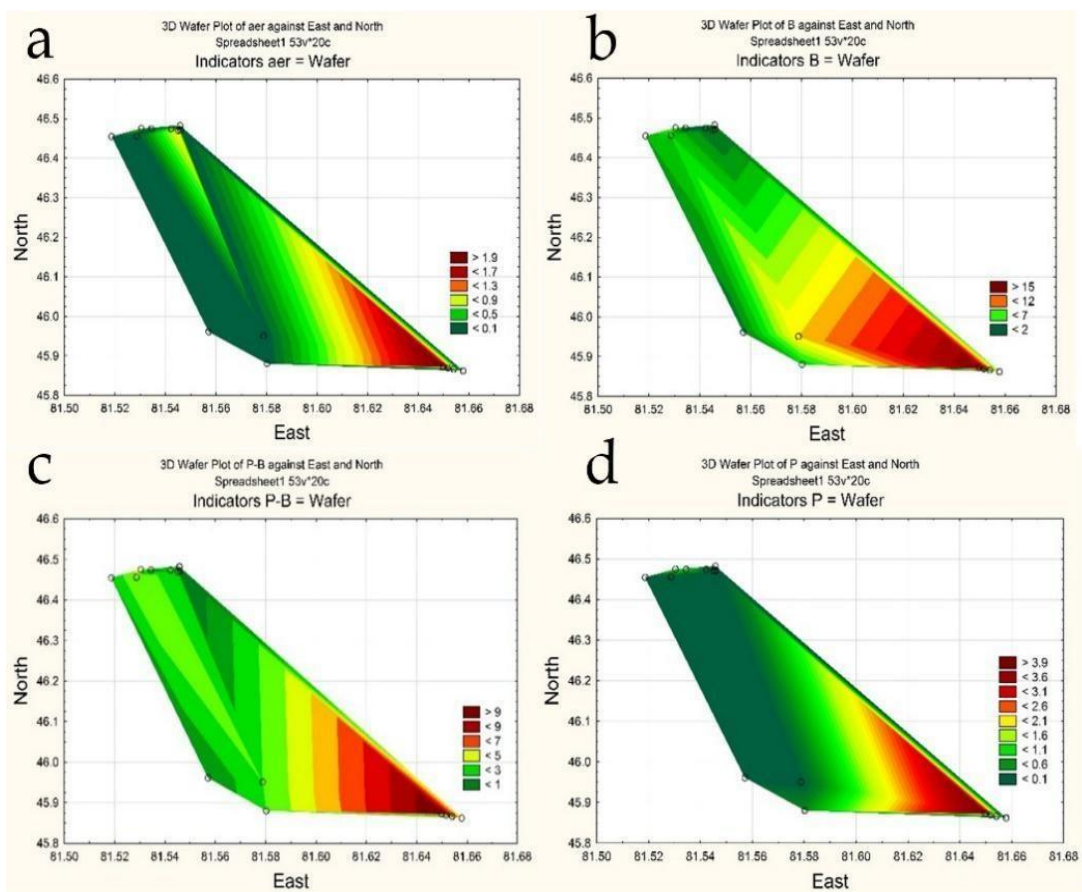 a
3D Wafer Plot of aer against East and North
Spreadsheet1 53v*20c
Indicators aer = Wafer
North
46.6
46.5
46.4
46.3
46.2
46.1
46.0
45.9
45.8
> 1.9
< 1.7
< 1.3
< 0.9
< 0.5
< 0.1
81.50 81.52 81.54 81.56 81.58 81.60 81.62 81.64 81.66 81.68
East
b
3D Wafer Plot of B against East and North
Spreadsheet1 53v*20c
Indicators B = Wafer
North
46.6
46.5
46.4
46.3
46.2
46.1
46.0
45.9
45.8
> 15
< 12
< 7
< 2
81.50 81.52 81.54 81.56 81.58 81.60 81.62 81.64 81.66 81.68
East
c
3D Wafer Plot of P-B against East and North
Spreadsheet1 53v*20c
Indicators P-B = Wafer
North
46.6
46.5
46.4
46.3
46.2
46.1
46.0
45.9
45.8
> 9
< 9
< 7
< 5
< 3
< 1
81.50 81.52 81.54 81.56 81.58 81.60 81.62 81.64 81.66 81.68
East
d
3D Wafer Plot of P against East and North
Spreadsheet1 53v*20c
Indicators P = Wafer
North
46.6
46.5
46.4
46.3
46.2
46.1
46.0
45.9
45.8
> 3.9
< 3.6
< 3.1
< 2.6
< 2.1
< 1.6
< 1.1
< 0.6
< 0.1
81.50 81.52 81.54 81.56 81.58 81.60 81.62 81.64 81.66 81.68
East